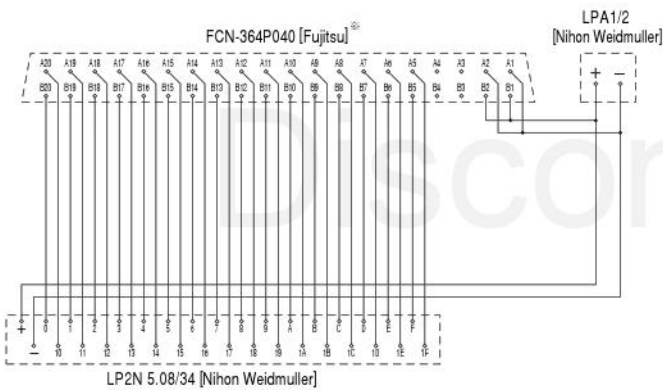 LPA1/2
FCN-364P040 [Fujitsu]※
[Nihon Weidmuller]
A20 A19 A18 A17 A16 A15 A14 A13 A12 A11 A10 A9 A8 A7 A6 A5 A4 A3 A2 A1
+ −
B20 B19 B18 B17 B16 B15 B14 B13 B12 B11 B10 B9 B8 B7 B6 B5 B4 B3 B2 B1
Discon
+ 0 1 2 3 4 5 6 7 8 9 A B C D E F
− 10 11 12 13 14 15 16 17 18 19 1A 1B 1C 1D 1E 1F
LP2N 5.08/34 [Nihon Weidmuller]